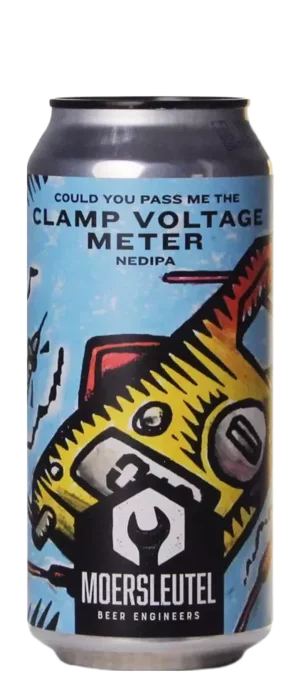 COULD YOU PASS ME THE
CLAMP VOLTAGE
METER
NEDIPA
MOERSLEUTEL
BEER ENGINEERS